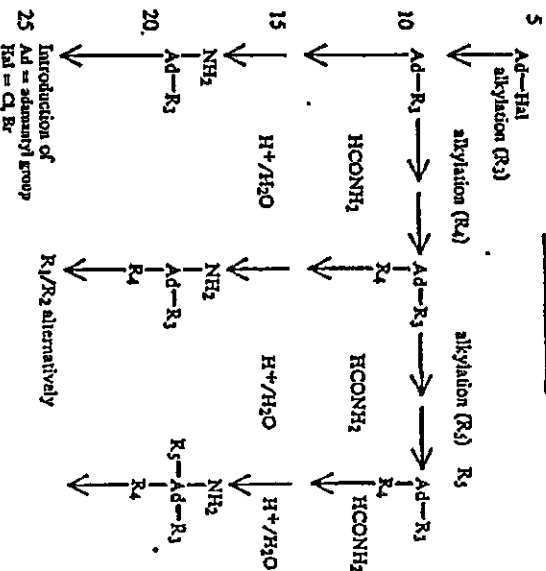 5 Ad—Hal
alkylation (R₃)
alkylation (R₄) alkylation (R₅) R₅
10 Ad—R₃ Ad—R₃ Ad—R₃
R₄ R₄
HCONH₂ HCONH₂ HCONH₂
15 H⁺/H₂O H⁺/H₂O H⁺/H₂O
NH₂ NH₂ NH₂
Ad—R₃ Ad—R₃ R₅—Ad—R₃
20 R₄ R₄
Introduction of R₁/R₂ alternatively
Ad = adamantyl group
25 Hal = Cl, Br